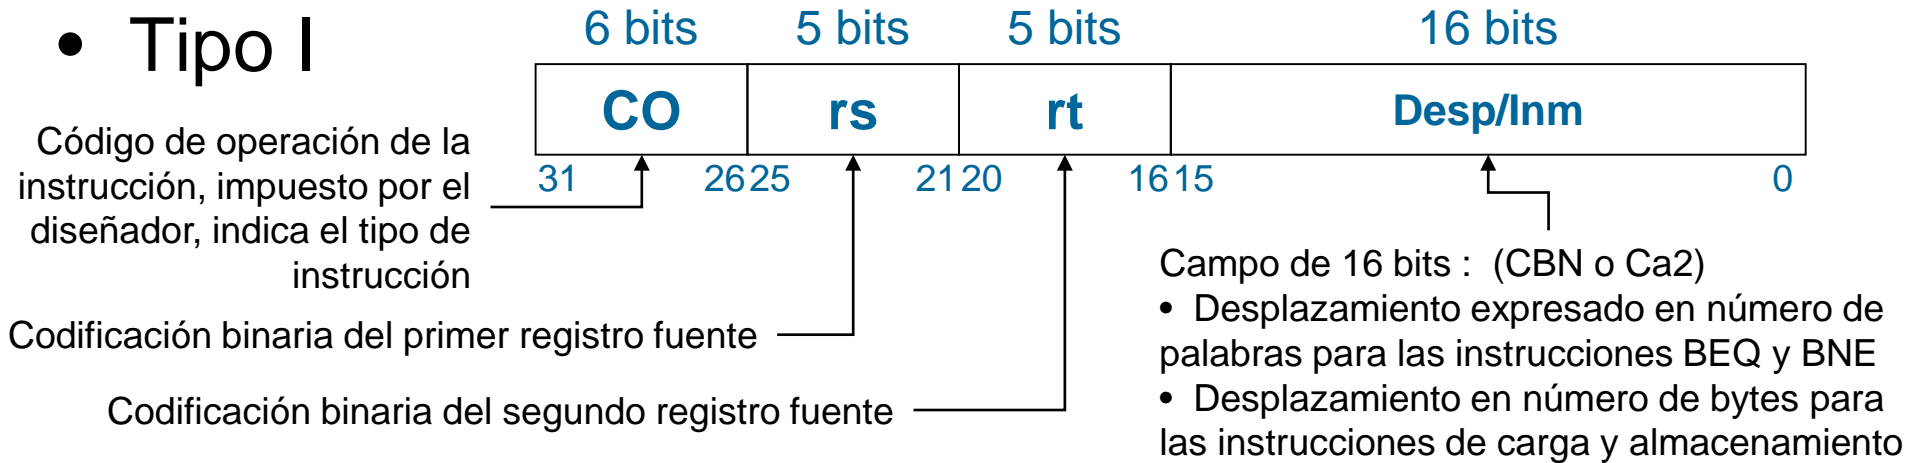 • Tipo I
6 bits 5 bits 5 bits 16 bits
CO rs rt Desp/Inm
31 26 25 21 20 16 15 0
Código de operación de la
instrucción, impuesto por el
diseñador, indica el tipo de
instrucción
Codificación binaria del primer registro fuente
Codificación binaria del segundo registro fuente
Campo de 16 bits : (CBN o Ca2)
• Desplazamiento expresado en número de
palabras para las instrucciones BEQ y BNE
• Desplazamiento en número de bytes para
las instrucciones de carga y almacenamiento